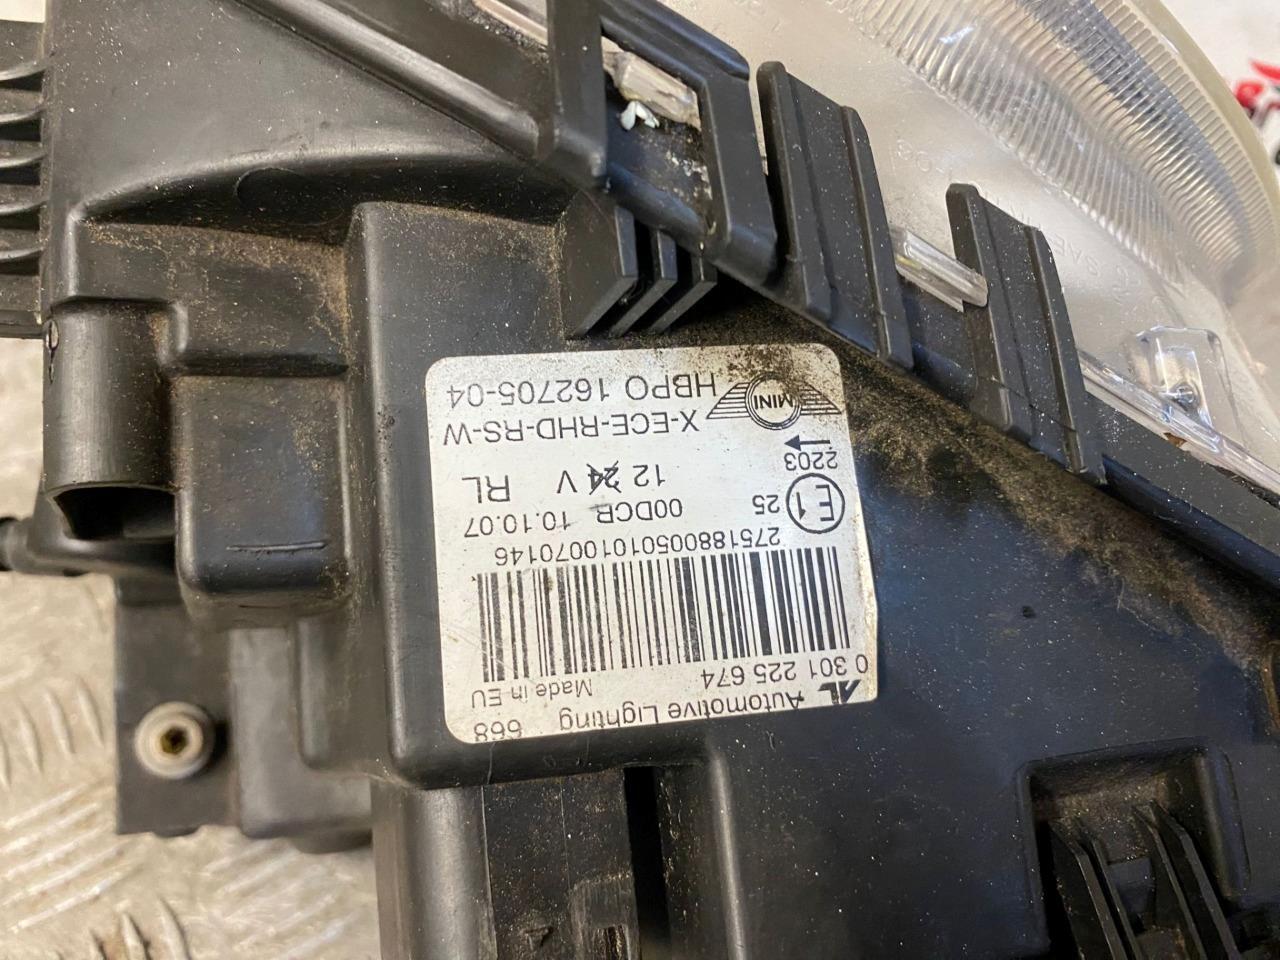 Automotive Lighting 668
AL 0 301 225 674 Made in EU
27518800501010070146
E1 25 00DCB 10.10.07
2203 12 24 V RL
X-ECE-RHD-RS-W
MINI HBPO 162705-04